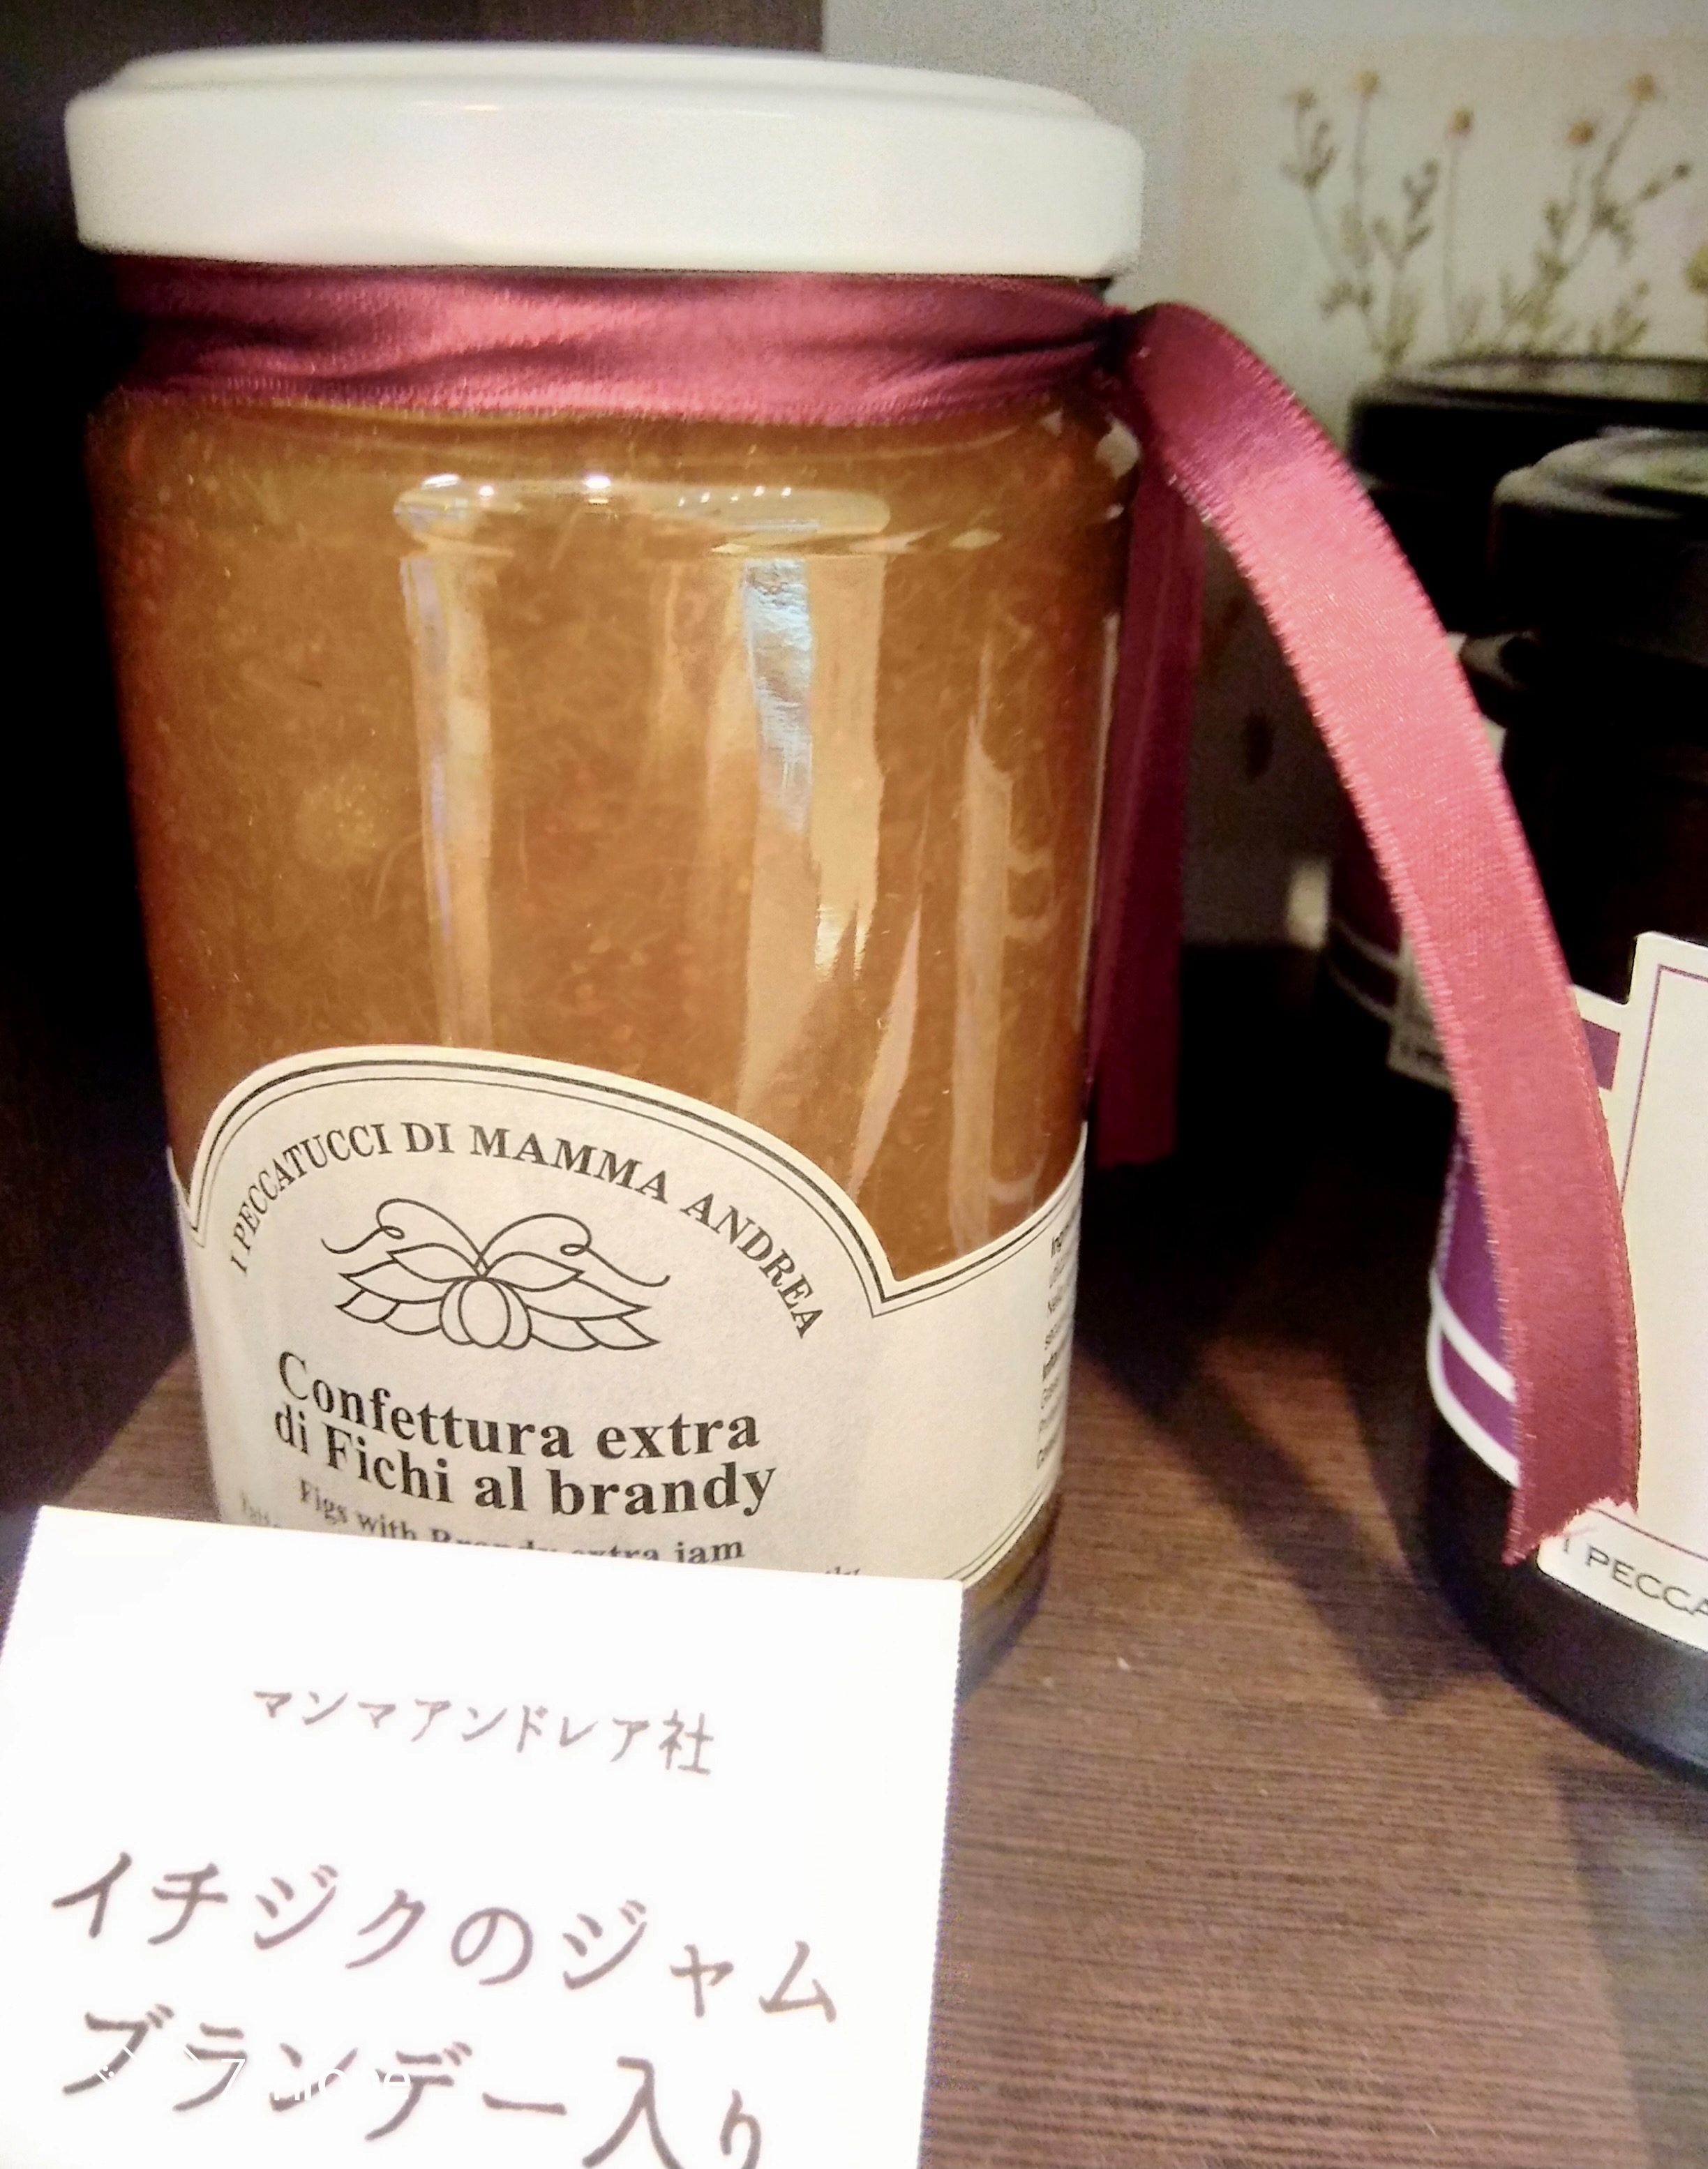 I PECCATUCCI DI MAMMA ANDREA
Confettura extra
di Fichi al brandy
Figs with Brandy extra jam
マンマアンドレア社
イチジクのジャム
ブランデー入り
I PECCA